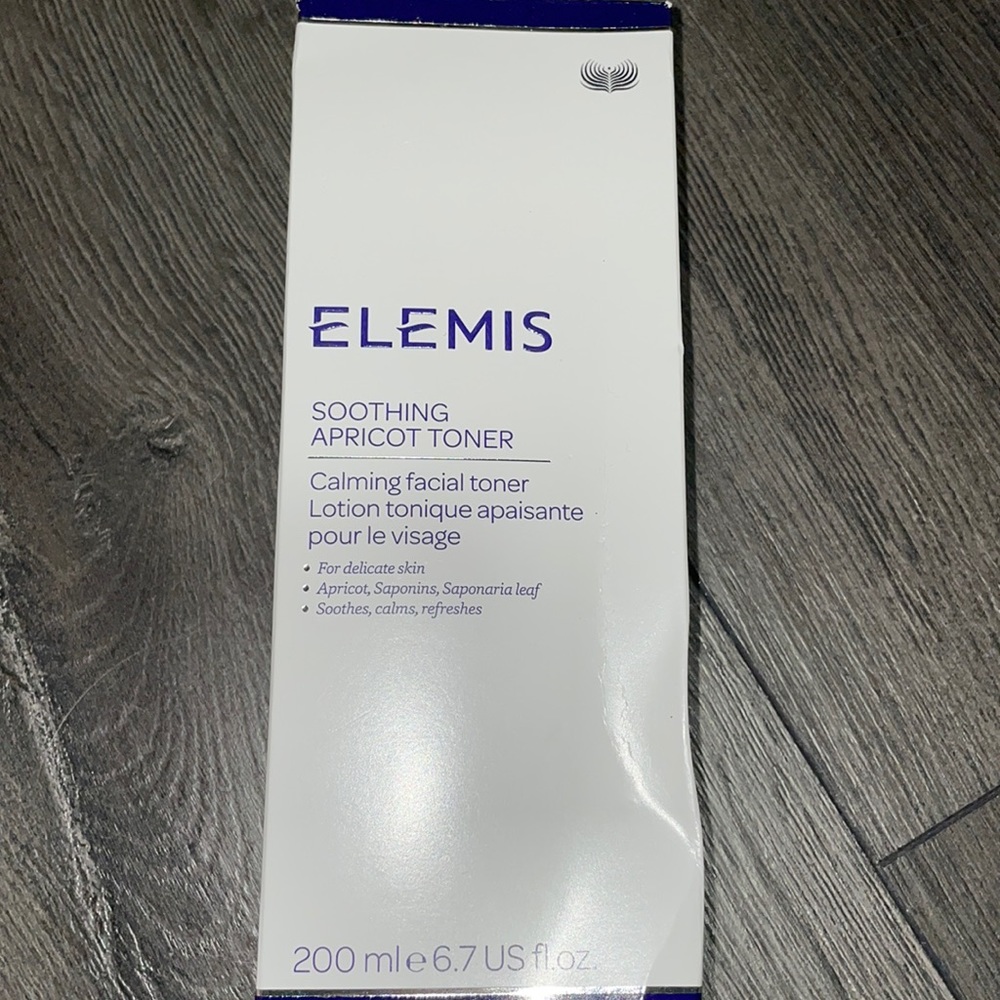 ELEMIS
SOOTHING
APRICOT TONER
Calming facial toner
Lotion tonique apaisante
pour le visage
• For delicate skin
• Apricot, Saponins, Saponaria leaf
• Soothes, calms, refreshes
200 ml e 6.7 US fl.oz.